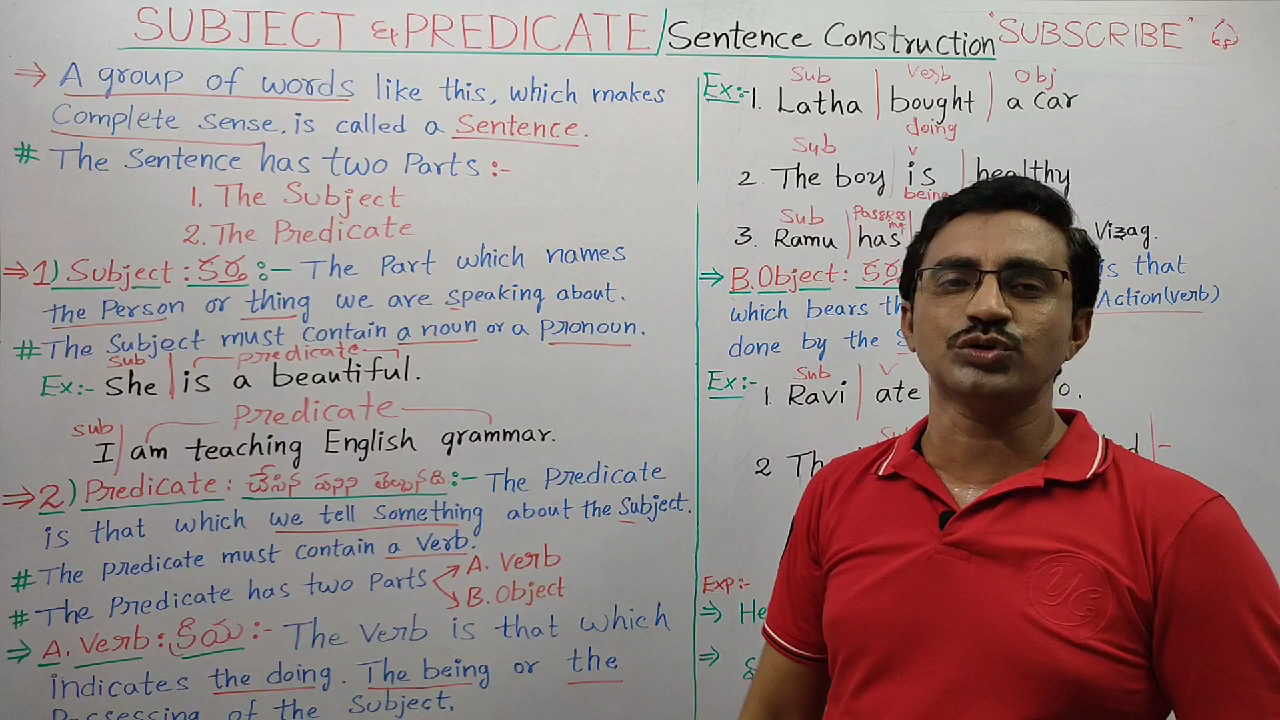 SUBJECT & PREDICATE/Sentence Construction "SUBSCRIBE"
⇒ A group of words like this, which makes
Complete Sense, is called a Sentence.
# The Sentence has two Parts:-
1. The Subject
2. The Predicate
⇒ 1) Subject: కర్త :- The Part which names
the Person or thing we are speaking about.
# The Subject must contain a noun or a pronoun.
Sub predicate
Ex:- She | is a beautiful.
Sub Predicate
I | am teaching English grammar.
⇒ 2) Predicate: చేసిన పనిని :- The Predicate
is that which we tell something about the Subject.
# The predicate must contain a Verb.
# The Predicate has two Parts
A. Verb
B. Object
⇒ A. Verb: క్రియ :- The Verb is that which
indicates the doing. The being or the
Possessing of the Subject.
Sub Verb Obj
Ex:- 1. Latha | bought | a car
doing
Sub V
2. The boy | is | healthy
being
Sub
3. Ramu | has Vizag.
⇒ B. Object: is that
which bears Action(verb)
done by the
Sub V
Ex:- 1. Ravi | ate
2
Exp:-
⇒ He
⇒
YG